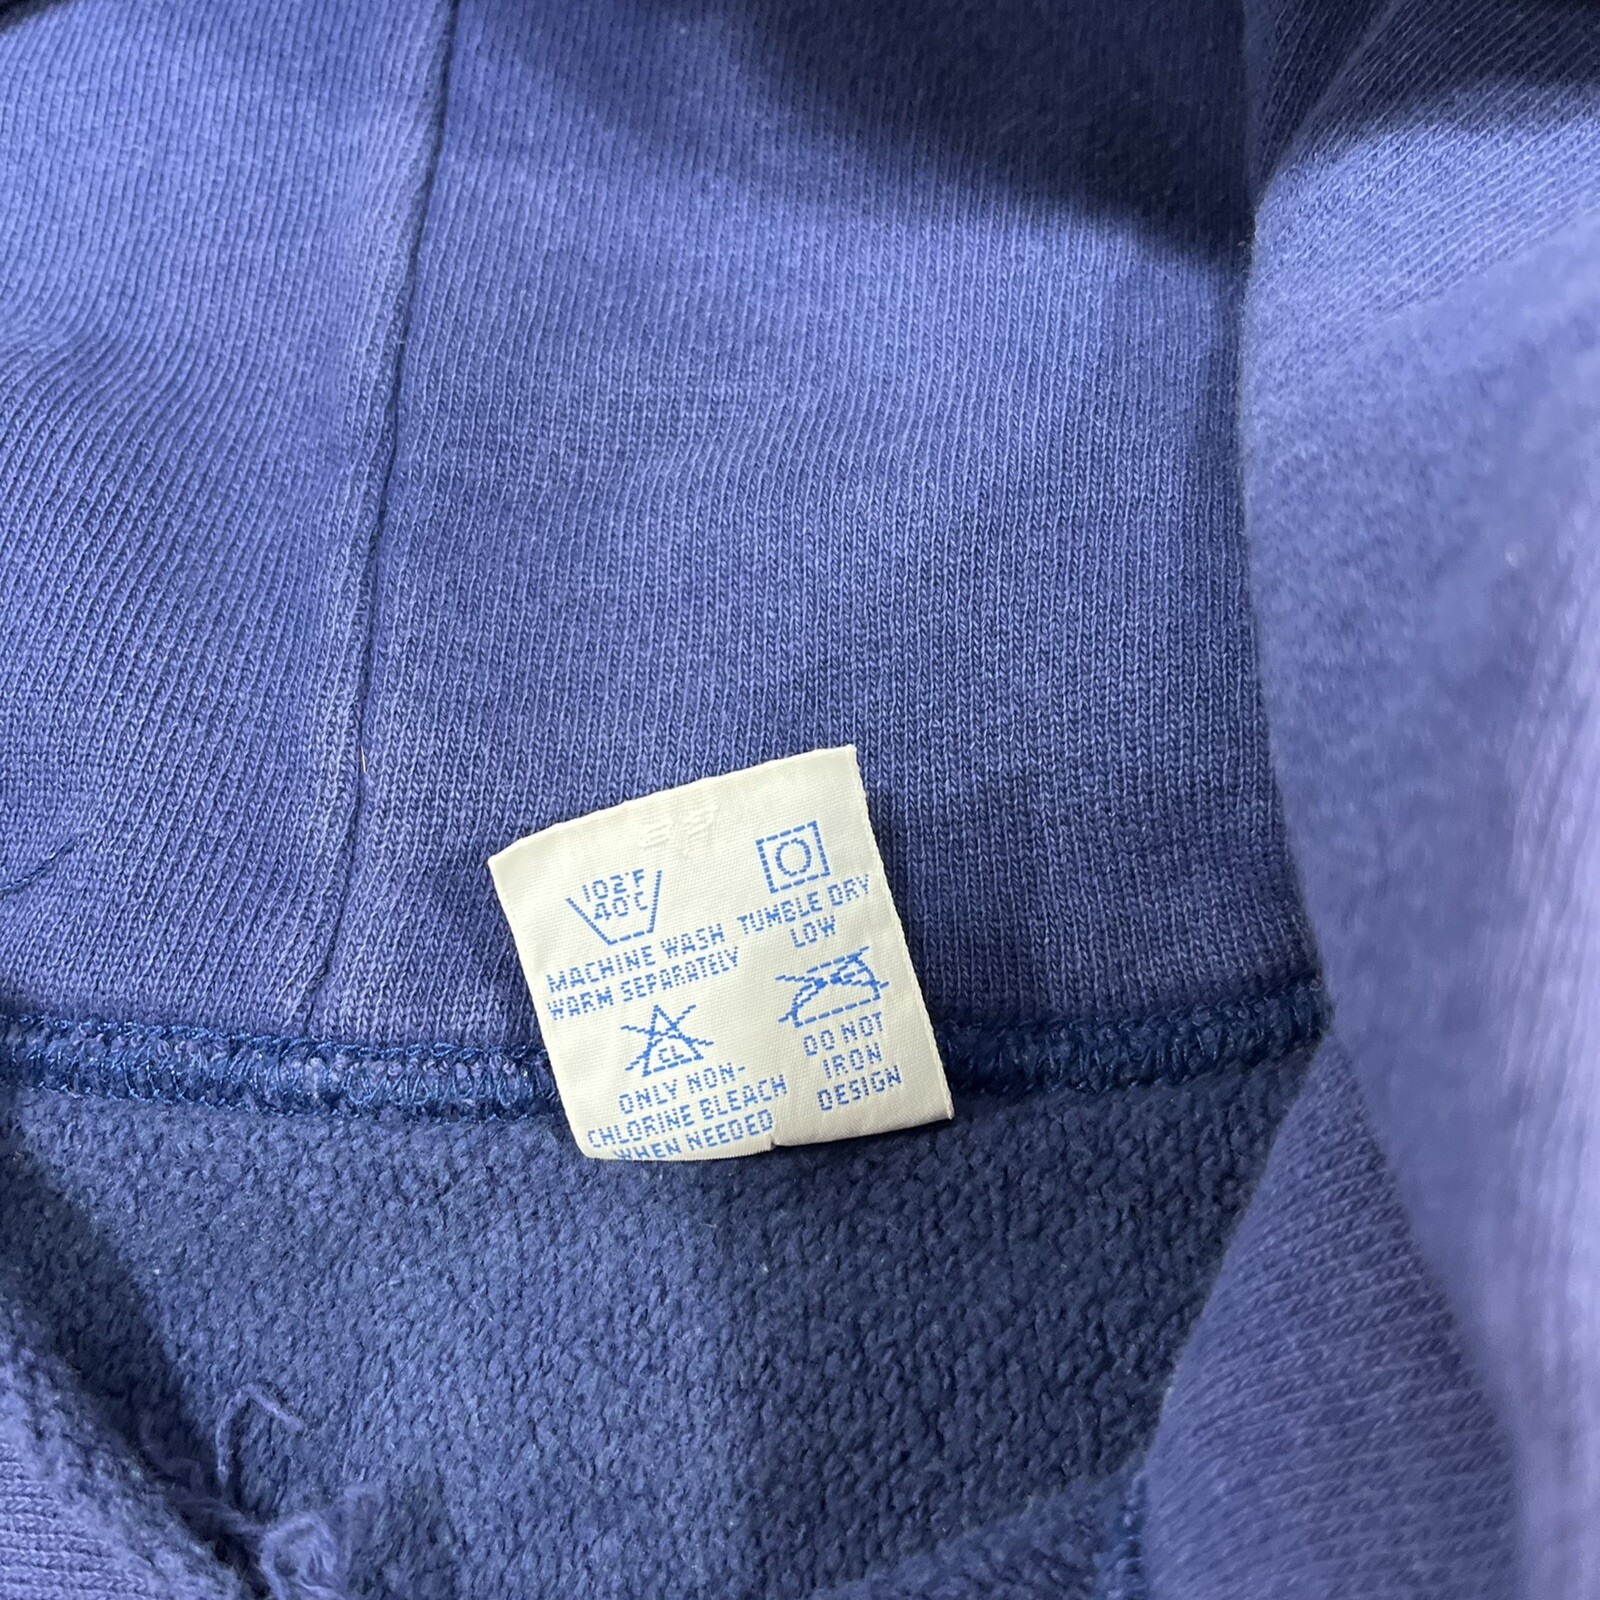 102°F
40°C
MACHINE WASH
WARM SEPARATELY
TUMBLE DRY
LOW
CL
ONLY NON-
CHLORINE BLEACH
WHEN NEEDED
DO NOT
IRON
DESIGN